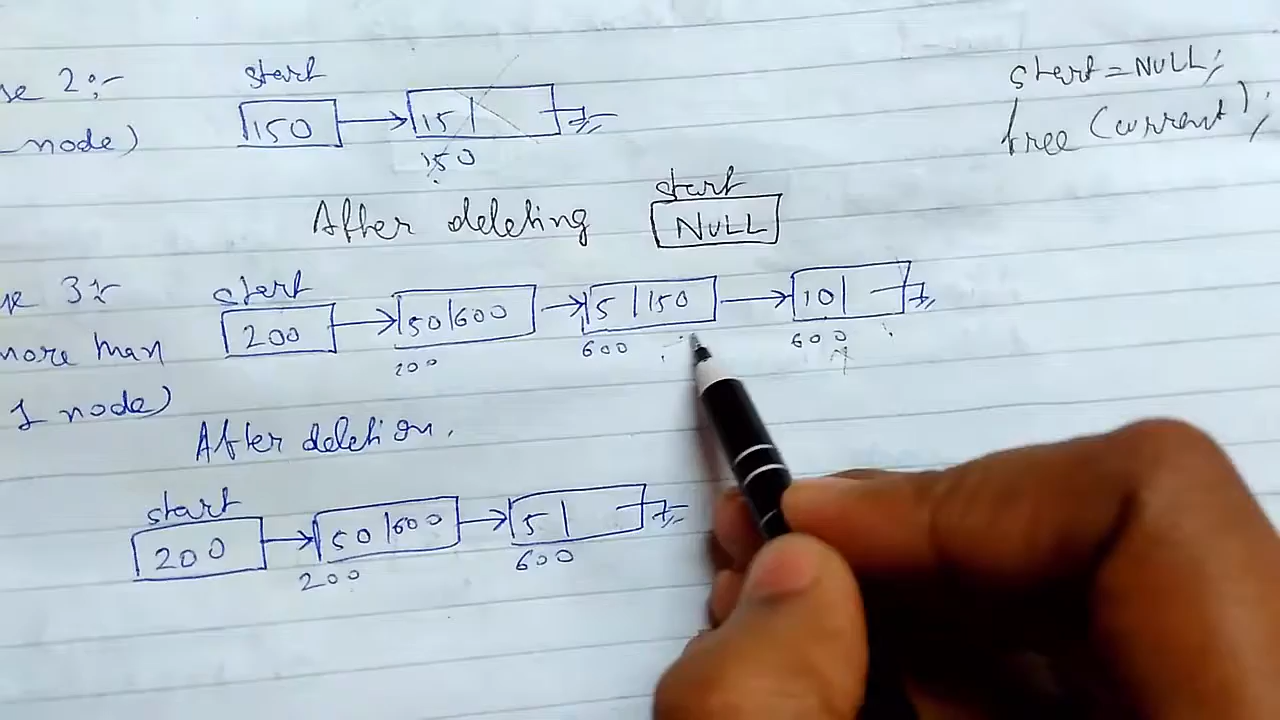 se 2:-
start
150 → 15
150
node)
start = NULL;
free (current);
After deleting
start
NULL
se 3:-
more than
1 node)
start
200 → 50|600 → 5|150 → 10|
200 600 600
After deletion.
start
200 → 50|600 → 5|
200 600